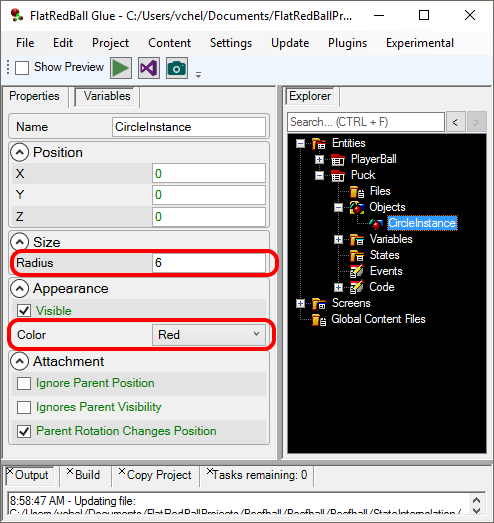 FlatRedBall Glue - C:/Users/vchel/Documents/FlatRedBallPr...
File Edit Project Content Settings Update Plugins Experimental
Show Preview
Properties Variables
Name CircleInstance
Position
X 0
Y 0
Z 0
Size
Radius 6
Appearance
Visible
Color Red
Attachment
Ignore Parent Position
Ignores Parent Visibility
Parent Rotation Changes Position
Explorer
Search... (CTRL + F) < >
Entities
PlayerBall
Puck
Files
Objects
CircleInstance
Variables
States
Events
Code
Screens
Global Content Files
Output Build Copy Project Tasks remaining: 0
8:58:47 AM - Updating file:
C:/Users/vchel/Documents/FlatRedBallProjects/Beefball/Beefball/Beefball/StateInterpolation/